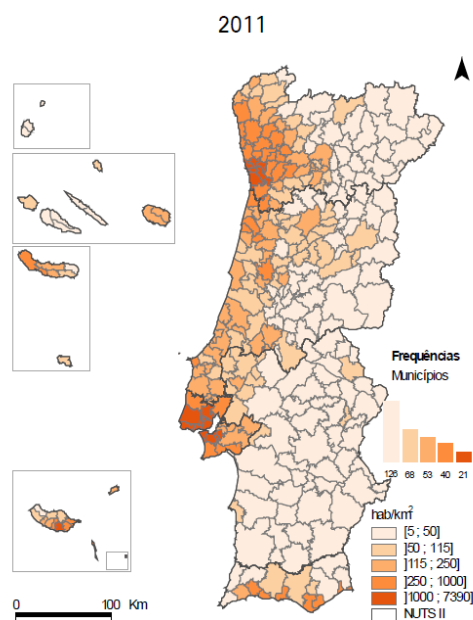 2011
Frequências
Municípios
126 68 53 40 21
hab/km²
[5 ; 50]
]50 ; 115]
]115 ; 250]
]250 ; 1000]
]1000 ; 7390]
NUTS II
0 100 Km